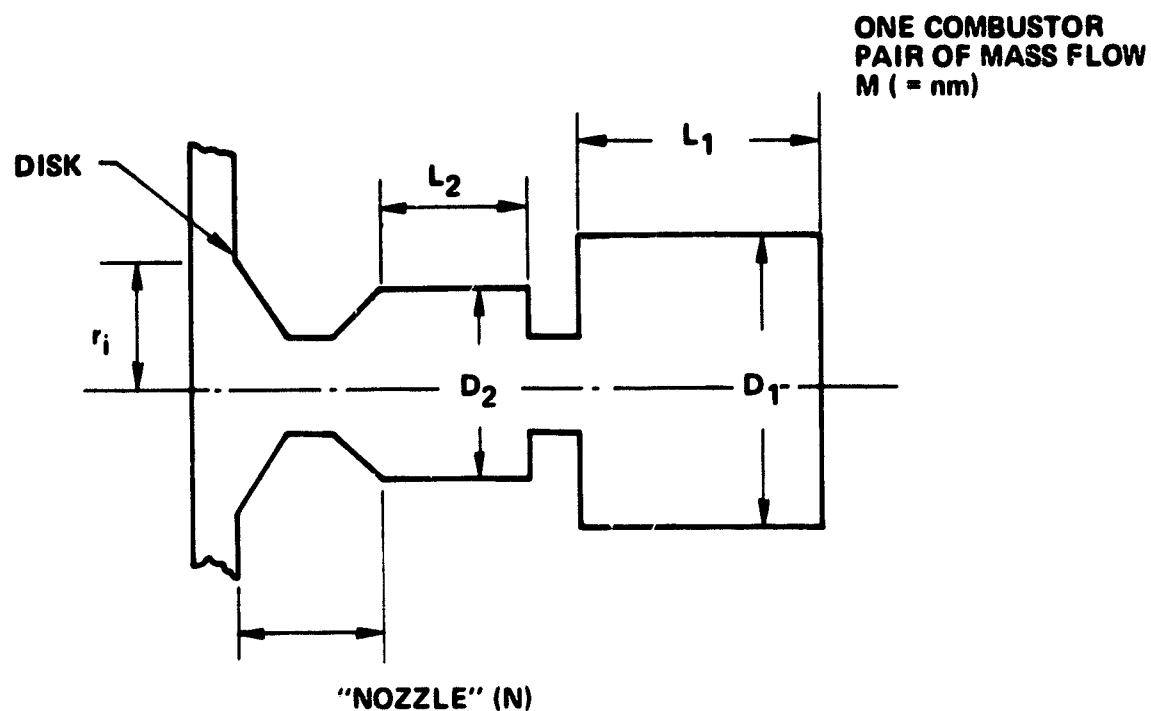 ONE COMBUSTOR
PAIR OF MASS FLOW
M ( = nm)
L1
DISK
L2
ri
D2
D1
"NOZZLE" (N)